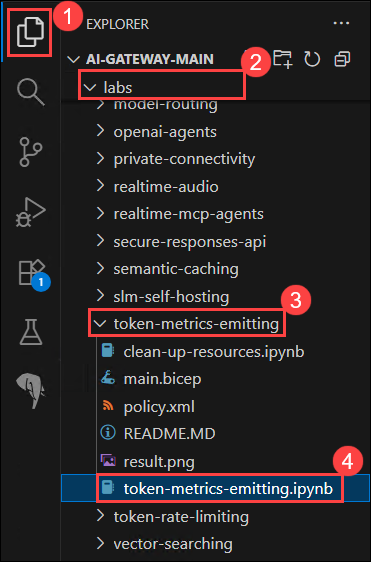 1
EXPLORER
AI-GATEWAY-MAIN
2
labs
model-routing
openai-agents
private-connectivity
realtime-audio
realtime-mcp-agents
secure-responses-api
1
semantic-caching
slm-self-hosting
3
token-metrics-emitting
clean-up-resources.ipynb
main.bicep
policy.xml
README.MD
result.png
4
token-metrics-emitting.ipynb
token-rate-limiting
vector-searching